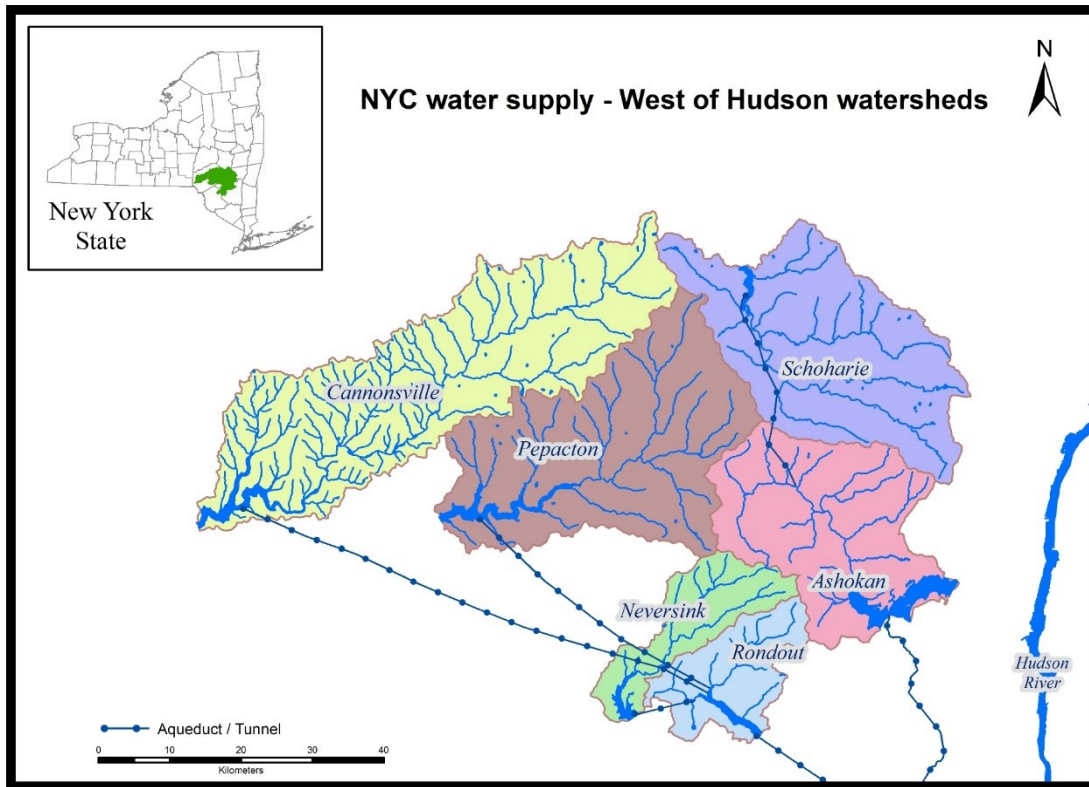 NYC water supply - West of Hudson watersheds
N
New York
State
Schoharie
Cannonsville
Pepacton
Ashokan
Neversink
Rondout
Hudson
River
Aqueduct / Tunnel
0 10 20 30 40
Kilometers